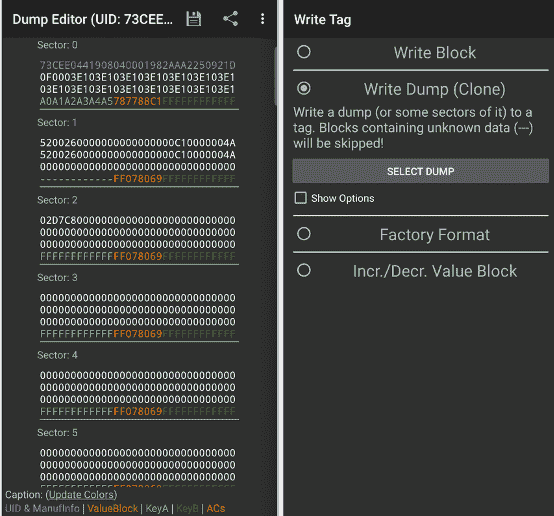 Dump Editor (UID: 73CEE...
Sector: 0
73CEE0441908040001982AAA2250921D
0F0003E103E103E103E103E103E103E1
03E103E103E103E103E103E103E103E1
A0A1A2A3A4A5787788C1FFFFFFFFFFFF
Sector: 1
5200260000000000000000C10000004A
5200260000000000000000C10000004A
00000000000000000000000000000000
------------FF078069FFFFFFFFFFFF
Sector: 2
02D7C800000000000000000000000000
00000000000000000000000000000000
00000000000000000000000000000000
FFFFFFFFFFFFFF078069FFFFFFFFFFFF
Sector: 3
00000000000000000000000000000000
00000000000000000000000000000000
00000000000000000000000000000000
FFFFFFFFFFFFFF078069FFFFFFFFFFFF
Sector: 4
00000000000000000000000000000000
00000000000000000000000000000000
00000000000000000000000000000000
FFFFFFFFFFFFFF078069FFFFFFFFFFFF
Sector: 5
00000000000000000000000000000000
00000000000000000000000000000000
00000000000000000000000000000000
Caption: (Update Colors)
UID & ManufInfo | ValueBlock | KeyA | KeyB | ACs
Write Tag
Write Block
Write Dump (Clone)
Write a dump (or some sectors of it) to a
tag. Blocks containing unknown data (---)
will be skipped!
SELECT DUMP
Show Options
Factory Format
Incr./Decr. Value Block